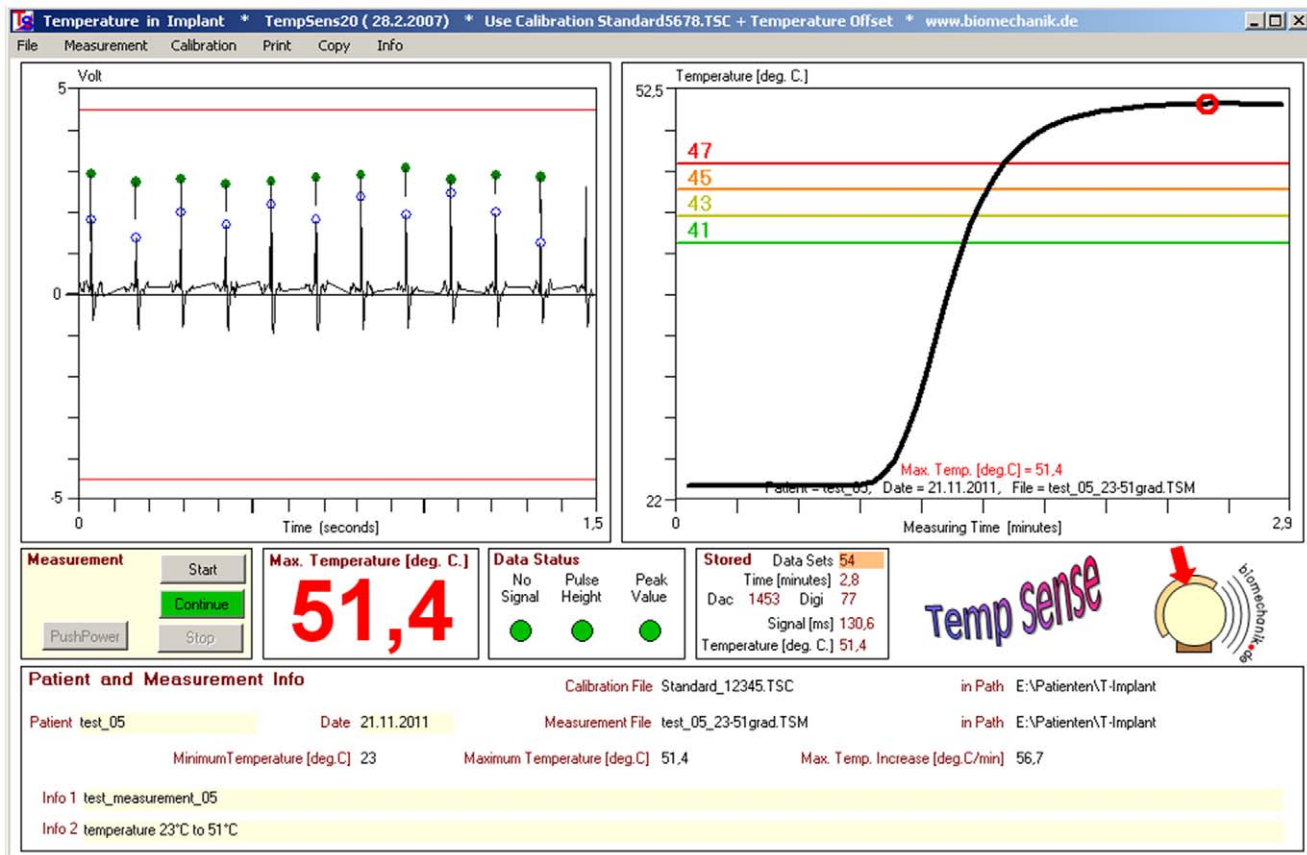 Temperature in Implant * TempSens20 ( 28.2.2007) * Use Calibration Standard5678.TSC + Temperature Offset * www.biomechanik.de
File Measurement Calibration Print Copy Info
Volt
5
0
-5
0
Time (seconds)
1,5
Temperature [deg. C.]
52,5
47
45
43
41
Max. Temp. [deg.C] = 51,4
Patient = test_05, Date = 21.11.2011, File = test_05_23-51grad.TSM
22
0
Measuring Time [minutes]
2,9
Measurement
Start
Continue
PushPower
Stop
Max. Temperature [deg. C.]
51,4
Data Status
No Signal
Pulse Height
Peak Value
Stored Data Sets 54
Time [minutes] 2,8
Dac 1453 Digi 77
Signal [ms] 130,6
Temperature [deg. C.] 51,4
Temp Sense
biomechanik.de
Patient and Measurement Info
Calibration File Standard_12345.TSC in Path E:\Patienten\T-Implant
Patient test_05 Date 21.11.2011 Measurement File test_05_23-51grad.TSM in Path E:\Patienten\T-Implant
MinimumTemperature [deg.C] 23 Maximum Temperature [deg.C] 51,4 Max. Temp. Increase [deg.C/min] 56,7
Info 1 test_measurement_05
Info 2 temperature 23°C to 51°C